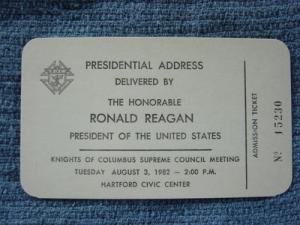 PRESIDENTIAL ADDRESS
DELIVERED BY
THE HONORABLE
RONALD REAGAN
PRESIDENT OF THE UNITED STATES
KNIGHTS OF COLUMBUS SUPREME COUNCIL MEETING
TUESDAY AUGUST 3, 1982 – 2:00 P.M.
HARTFORD CIVIC CENTER
ADMISSION TICKET
Nº 15230